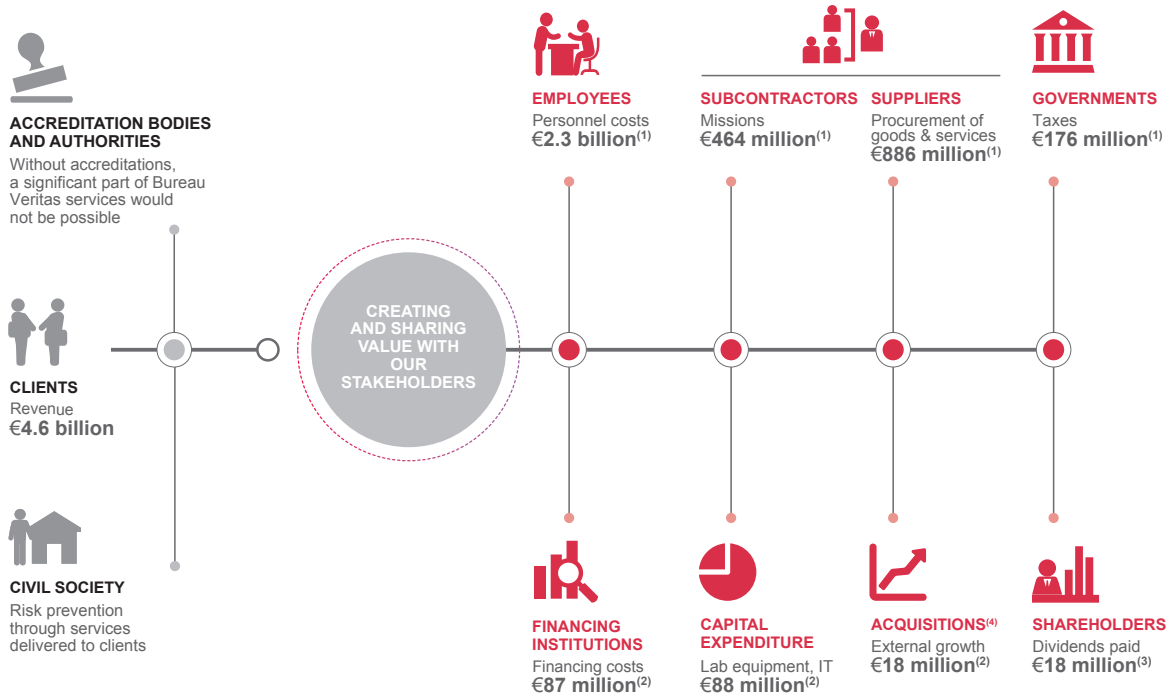 ACCREDITATION BODIES
AND AUTHORITIES
Without accreditations,
a significant part of Bureau
Veritas services would
not be possible
CLIENTS
Revenue
€4.6 billion
CIVIL SOCIETY
Risk prevention
through services
delivered to clients
CREATING
AND SHARING
VALUE WITH
OUR
STAKEHOLDERS
EMPLOYEES
Personnel costs
€2.3 billion(1)
SUBCONTRACTORS
Missions
€464 million(1)
SUPPLIERS
Procurement of
goods & services
€886 million(1)
GOVERNMENTS
Taxes
€176 million(1)
FINANCING
INSTITUTIONS
Financing costs
€87 million(2)
CAPITAL
EXPENDITURE
Lab equipment, IT
€88 million(2)
ACQUISITIONS(4)
External growth
€18 million(2)
SHAREHOLDERS
Dividends paid
€18 million(3)